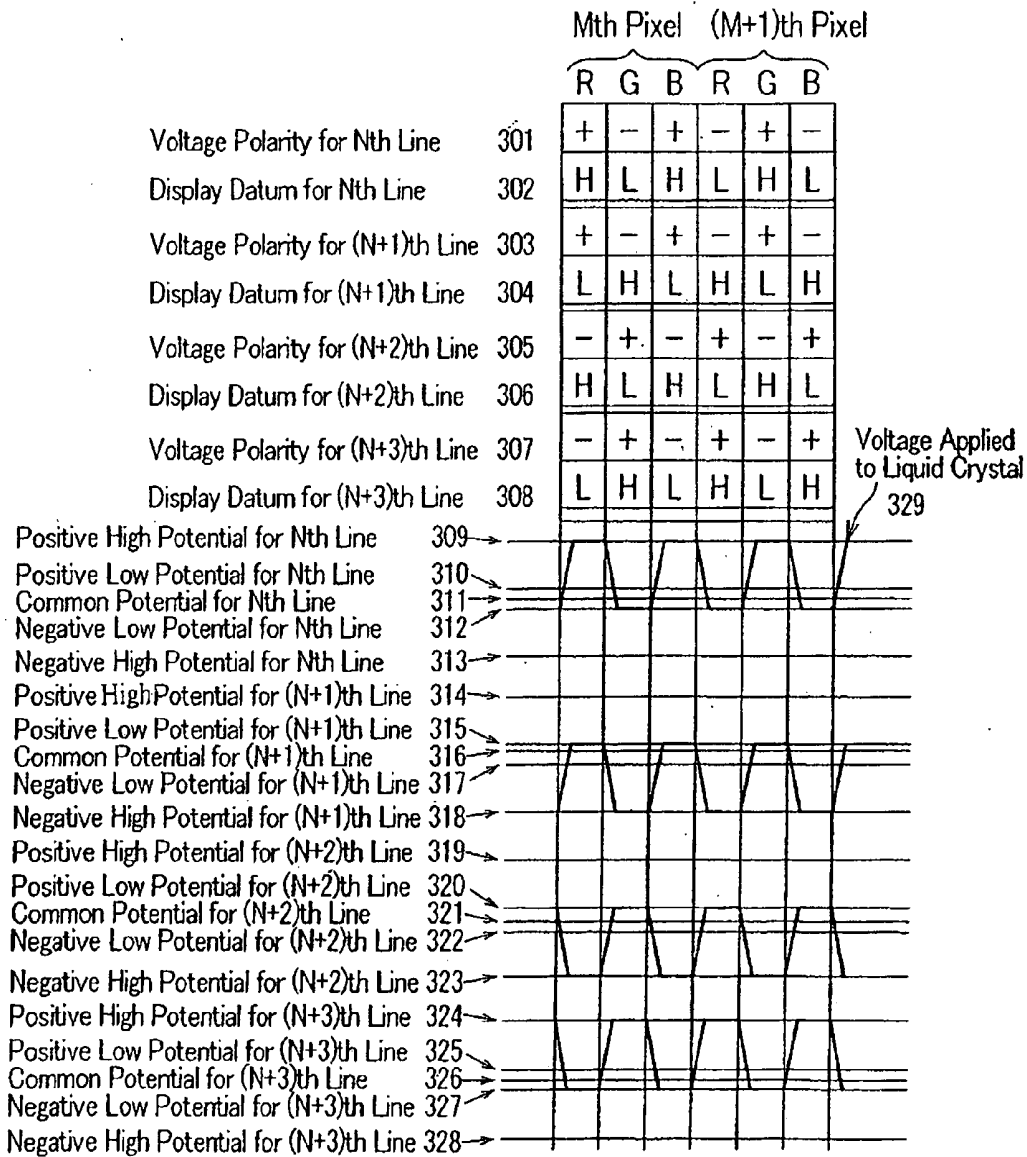 Mth Pixel (M+1)th Pixel
R G B R G B
Voltage Polarity for Nth Line 301 + − + − + −
Display Datum for Nth Line 302 H L H L H L
Voltage Polarity for (N+1)th Line 303 + − + − + −
Display Datum for (N+1)th Line 304 L H L H L H
Voltage Polarity for (N+2)th Line 305 − + − + − +
Display Datum for (N+2)th Line 306 H L H L H L
Voltage Polarity for (N+3)th Line 307 − + − + − +
Display Datum for (N+3)th Line 308 L H L H L H
Voltage Applied
to Liquid Crystal
329
Positive High Potential for Nth Line 309
Positive Low Potential for Nth Line 310
Common Potential for Nth Line 311
Negative Low Potential for Nth Line 312
Negative High Potential for Nth Line 313
Positive High Potential for (N+1)th Line 314
Positive Low Potential for (N+1)th Line 315
Common Potential for (N+1)th Line 316
Negative Low Potential for (N+1)th Line 317
Negative High Potential for (N+1)th Line 318
Positive High Potential for (N+2)th Line 319
Positive Low Potential for (N+2)th Line 320
Common Potential for (N+2)th Line 321
Negative Low Potential for (N+2)th Line 322
Negative High Potential for (N+2)th Line 323
Positive High Potential for (N+3)th Line 324
Positive Low Potential for (N+3)th Line 325
Common Potential for (N+3)th Line 326
Negative Low Potential for (N+3)th Line 327
Negative High Potential for (N+3)th Line 328